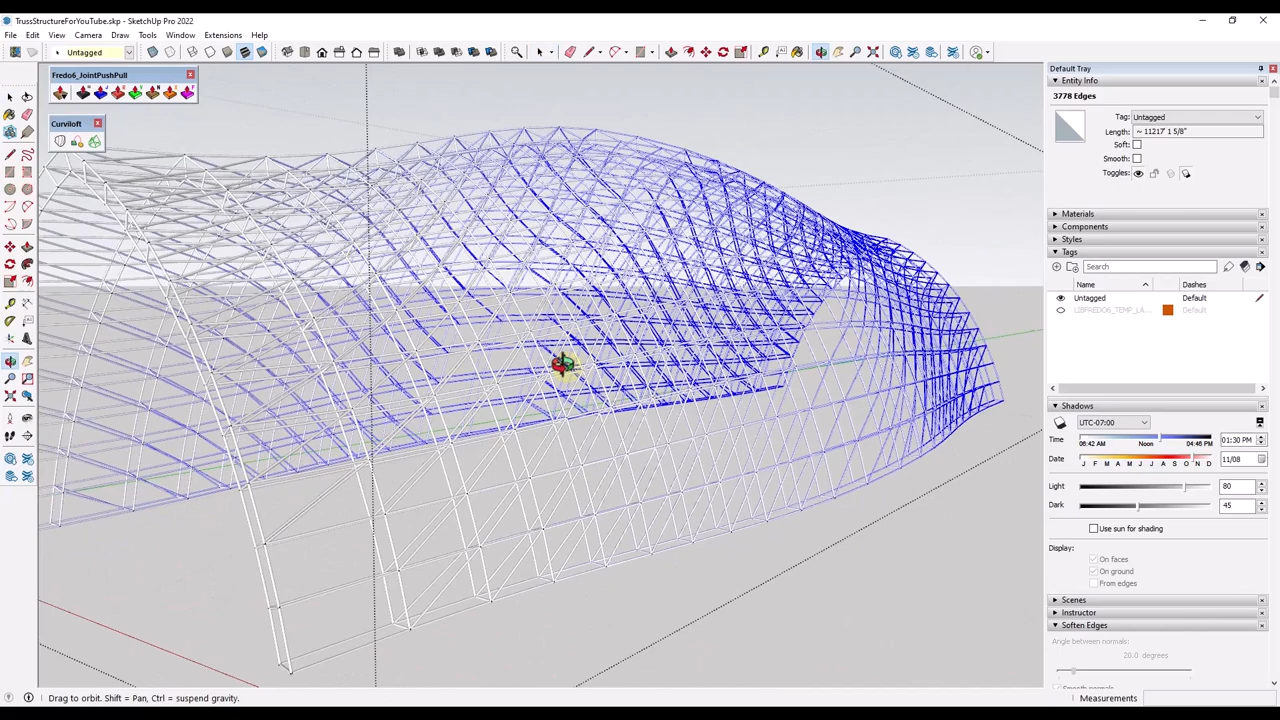 TrussStructureForYouTube.skp - SketchUp Pro 2022
File Edit View Camera Draw Tools Window Extensions Help
Untagged
Fredo6_JointPushPull
Curviloft
Default Tray
Entity Info
3778 Edges
Tag: Untagged
Length: ~ 11217' 1 5/8"
Soft:
Smooth:
Toggles:
Materials
Components
Styles
Tags
Search
Name Dashes
Untagged Default
LIBFREDO6_TEMP_LA... Default
Shadows
UTC-07:00
Time 01:30 PM
06:42 AM Noon 04:46 PM
Date 11/08
J F M A M J J A S O N D
Light 80
Dark 45
Use sun for shading
Display:
On faces
On ground
From edges
Scenes
Instructor
Soften Edges
Angle between normals:
20.0 degrees
Smooth normals
Drag to orbit. Shift = Pan, Ctrl = suspend gravity.
Measurements